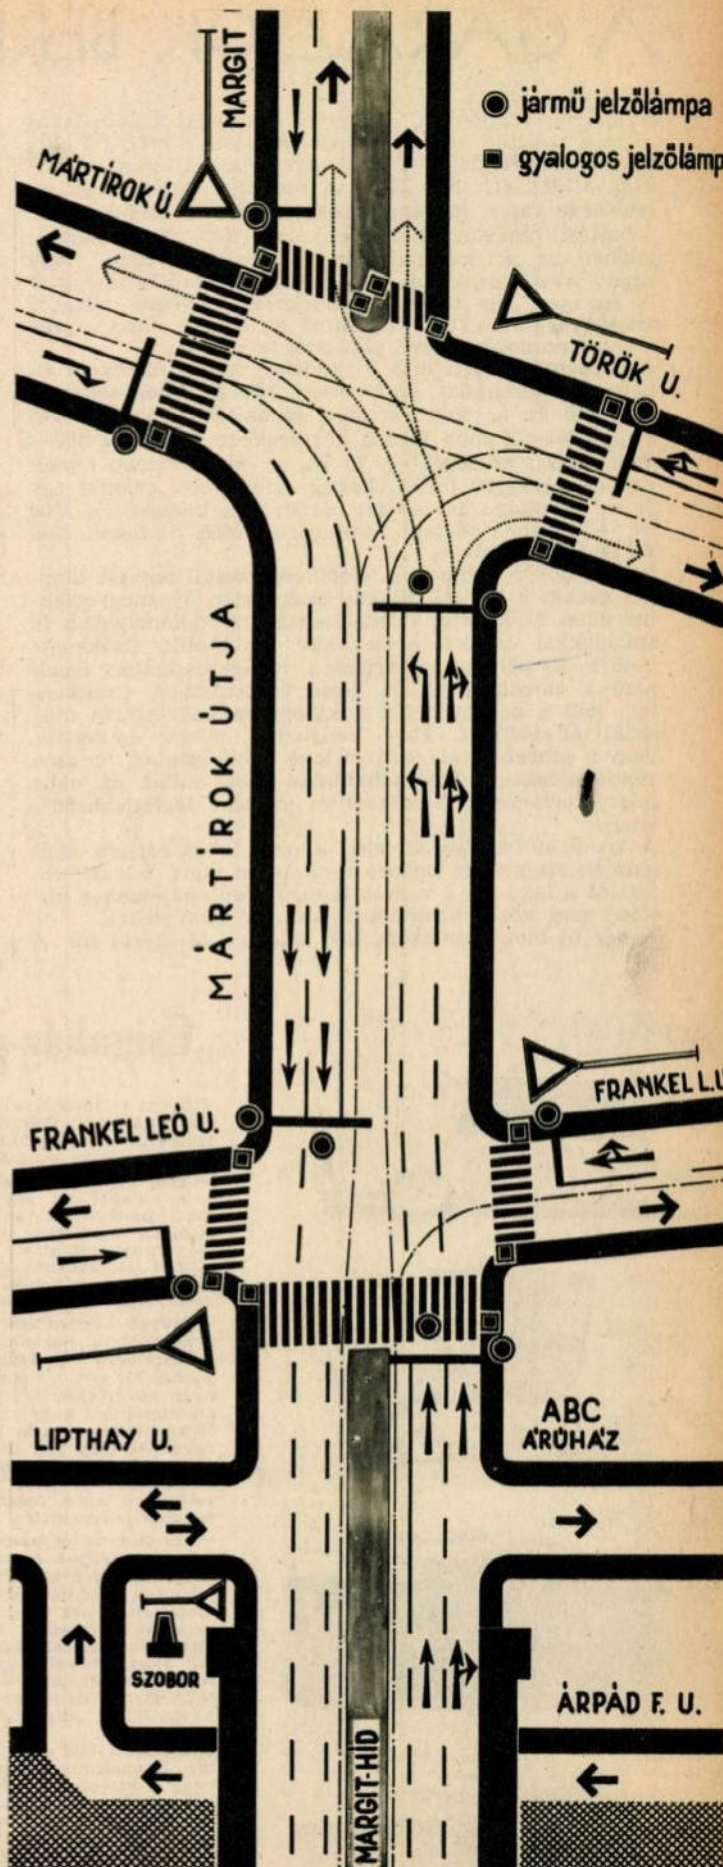 MARGIT
jármű jelzőlámpa
gyalogos jelzőlámp
MÁRTÍROK Ú.
TÖRÖK U.
MÁRTÍROK ÚTJA
FRANKEL L.U
FRANKEL LEÓ U.
ABC
ÁRUHÁZ
LIPTHAY U.
SZOBOR
ÁRPÁD F. U.
MARGIT-HÍD